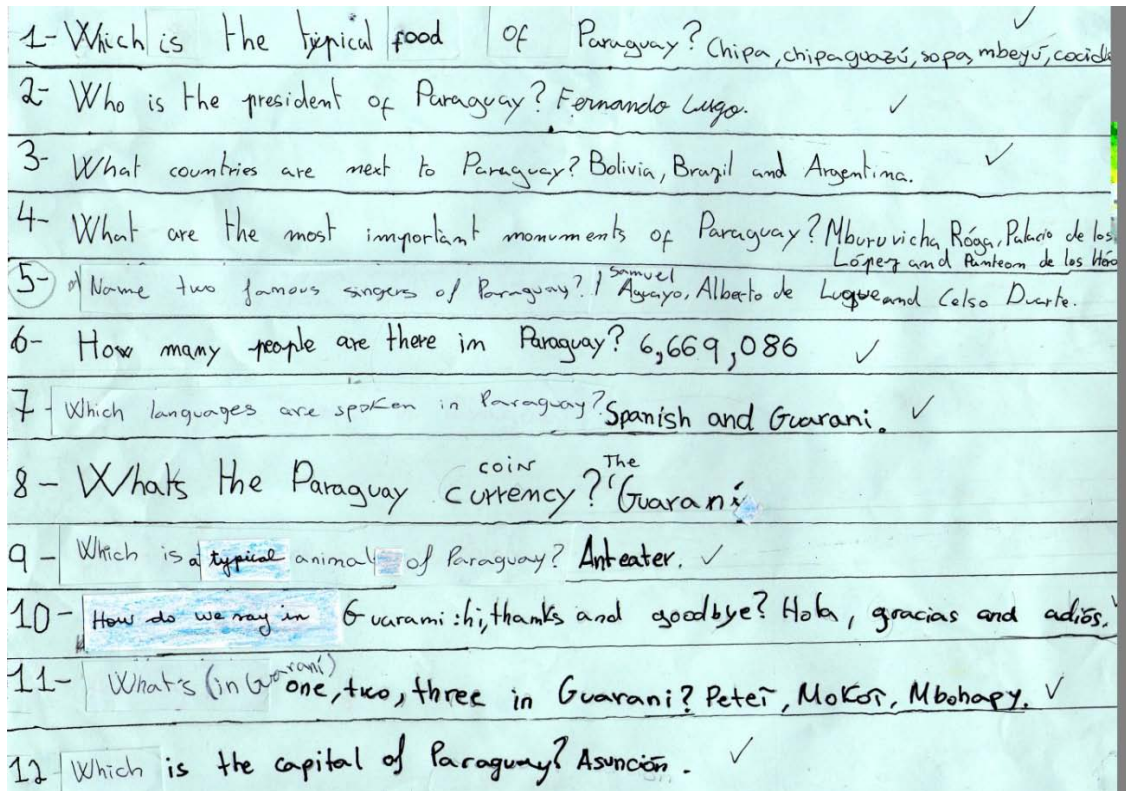 1- Which is the typical food of Paraguay? Chipa, chipaguazú, sopa, mbeyú, cocido
2- Who is the president of Paraguay? Fernando Lugo.
3- What countries are next to Paraguay? Bolivia, Brazil and Argentina.
4- What are the most important monuments of Paraguay? Mburuvicha Róga, Palacio de los
López and Panteon de los Héro
5- Name two famous singers of Paraguay? Samuel Aguayo, Alberto de Luque and Celso Duarte.
6- How many people are there in Paraguay? 6,669,086
7- Which languages are spoken in Paraguay? Spanish and Guarani.
8- What's the Paraguay coin currency? The Guaraní
9- Which is a typical animal of Paraguay? Anteater.
10- How do we say in Guarani: hi, thanks and goodbye? Hola, gracias and adiós.
11- What's (in Guaraní) one, two, three in Guarani? Peteĩ, Mokoĩ, Mbohapy.
12 Which is the capital of Paraguay? Asunción.